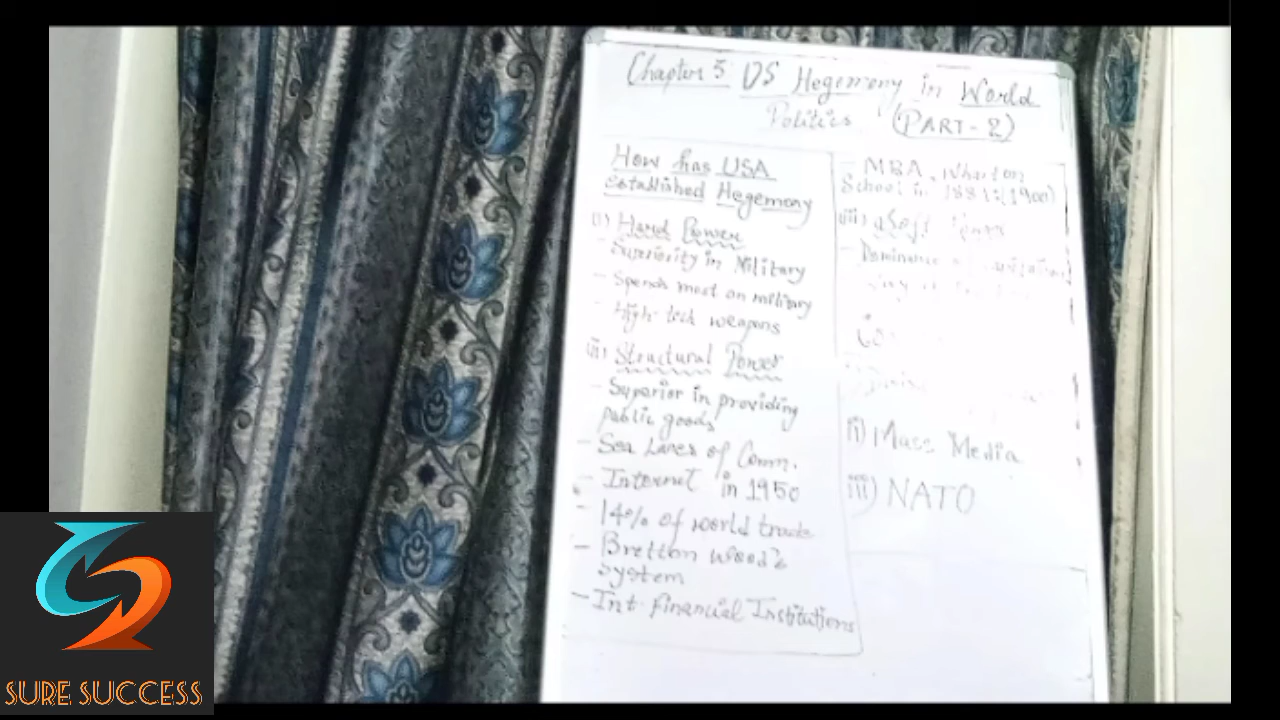 Chapter 5 US Hegemony in World
Politics (PART-2)
How has USA
established Hegemony
i) Hard Power
- Superiority in Military
- Spends most on military
- High-tech weapons
ii) Structural Power
- Superior in providing
public goods
- Sea Lanes of Comm.
- Internet in 1950
- 14% of world trade
- Bretton Wood's
system
- Int. Financial Institutions
- MBA, Wharton
School in 1881:(1900)
iii) Soft Power
- Dominance
ii) Mass Media
iii) NATO
SURE SUCCESS